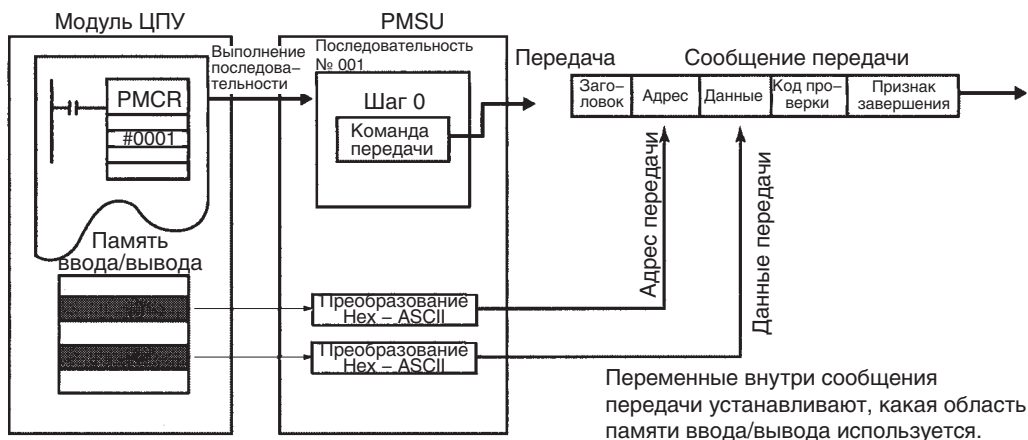 Модуль ЦПУ
PMSU
PMCR
#0001
Выполнение
последова–
тельности
Последовательность
№ 001
Шаг 0
Команда
передачи
Передача
Сообщение передачи
Заго–
ловок
Адрес
Данные
Код про–
верки
Признак
завершения
Адрес передачи
Данные передачи
Память
ввода/вывода
Преобразование
Hex – ASCII
Преобразование
Hex – ASCII
Переменные внутри сообщения
передачи устанавливают, какая область
памяти ввода/вывода используется.